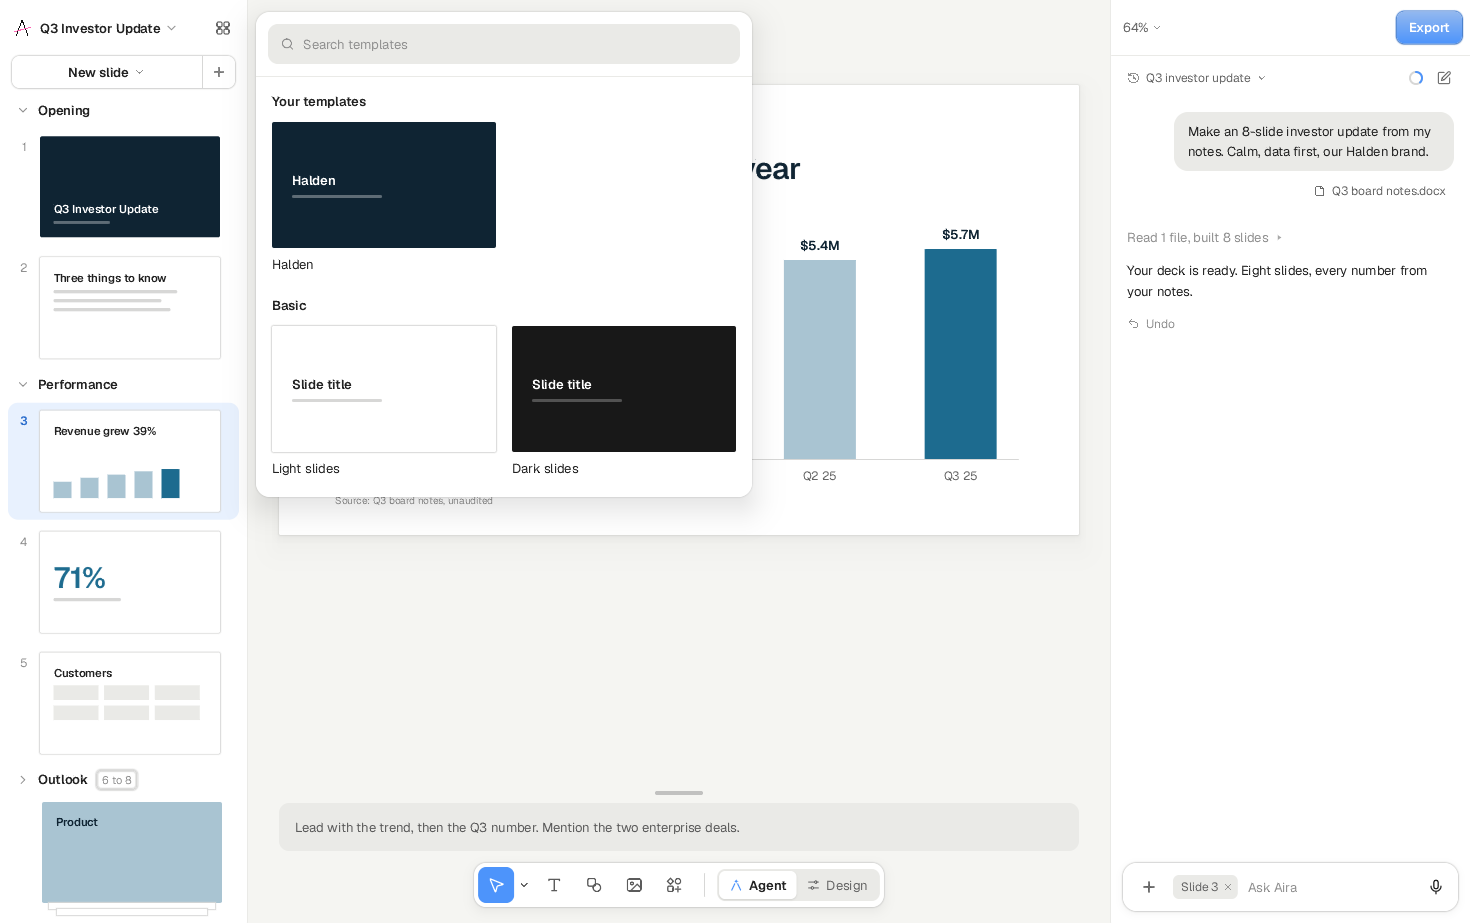 Q3 Investor Update
New slide
Opening
1
Q3 Investor Update
2
Three things to know
Performance
3
Revenue grew 39%
4
71%
5
Customers
Outlook
6 to 8
Product
Search templates
Your templates
Halden
Halden
Basic
Slide title
Slide title
Light slides
Dark slides
year
$5.4M
$5.7M
Q2 25
Q3 25
Source: Q3 board notes, unaudited
Lead with the trend, then the Q3 number. Mention the two enterprise deals.
Agent
Design
64%
Export
Q3 investor update
Make an 8-slide investor update from my
notes. Calm, data first, our Halden brand.
Q3 board notes.docx
Read 1 file, built 8 slides
Your deck is ready. Eight slides, every number from
your notes.
Undo
Slide 3
Ask Aira